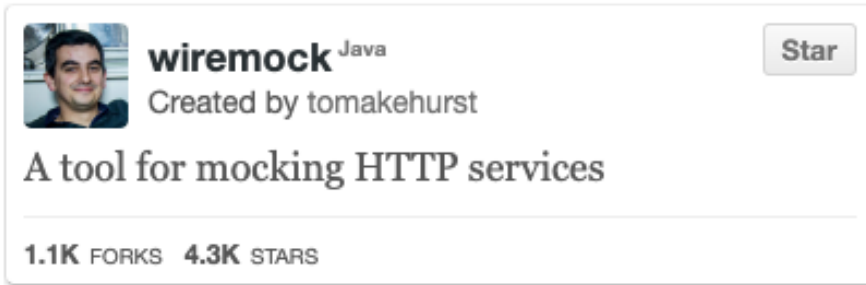 wiremock Java
Star
Created by tomakehurst
A tool for mocking HTTP services
1.1K FORKS 4.3K STARS